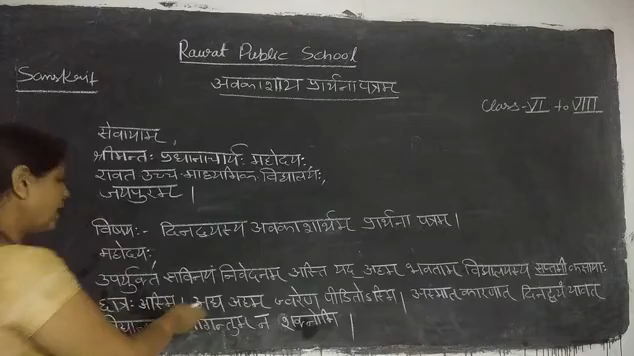 Rawat Public School
Sanskrit
अवकाशाय प्रार्थनापत्रम्
Class-VI to VIII
सेवायाम्,
श्रीमन्तः प्रधानाचार्यः महोदयः
रावत उच्च माध्यमिक विद्यालयः,
जयपुरम् ।
विषयः- दिनद्वयस्य अवकाशार्थम् प्रार्थना पत्रम् ।
महोदयः
उपर्युक्त सविनयं निवेदनम् अस्ति यद् अहम् भवताम् विद्यालयस्य सप्तमी कक्षायाः
छात्रः अस्मि । अद्य अहम् ज्वरेण पीडितोऽस्मि । अस्मात् कारणात् दिनद्वयं यावत्
न शक्नोमि ।